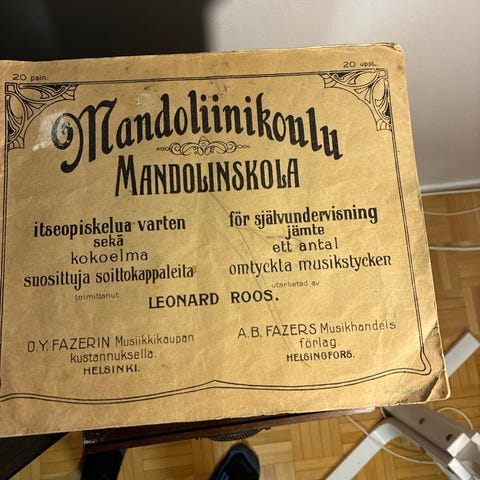 20 pain.
20 uppl.
Mandoliinikoulu
MANDOLINSKOLA
itseopiskelua varten
sekä
kokoelma
suosittuja soittokappaleita
toimittanut
för självundervisning
jämte
ett antal
omtyckta musikstycken
utarbetad av
LEONARD ROOS.
O.Y. FAZERIN Musiikkikaupan
kustannuksella.
HELSINKI.
A.B. FAZERS Musikhandels
förlag.
HELSINGFORS.